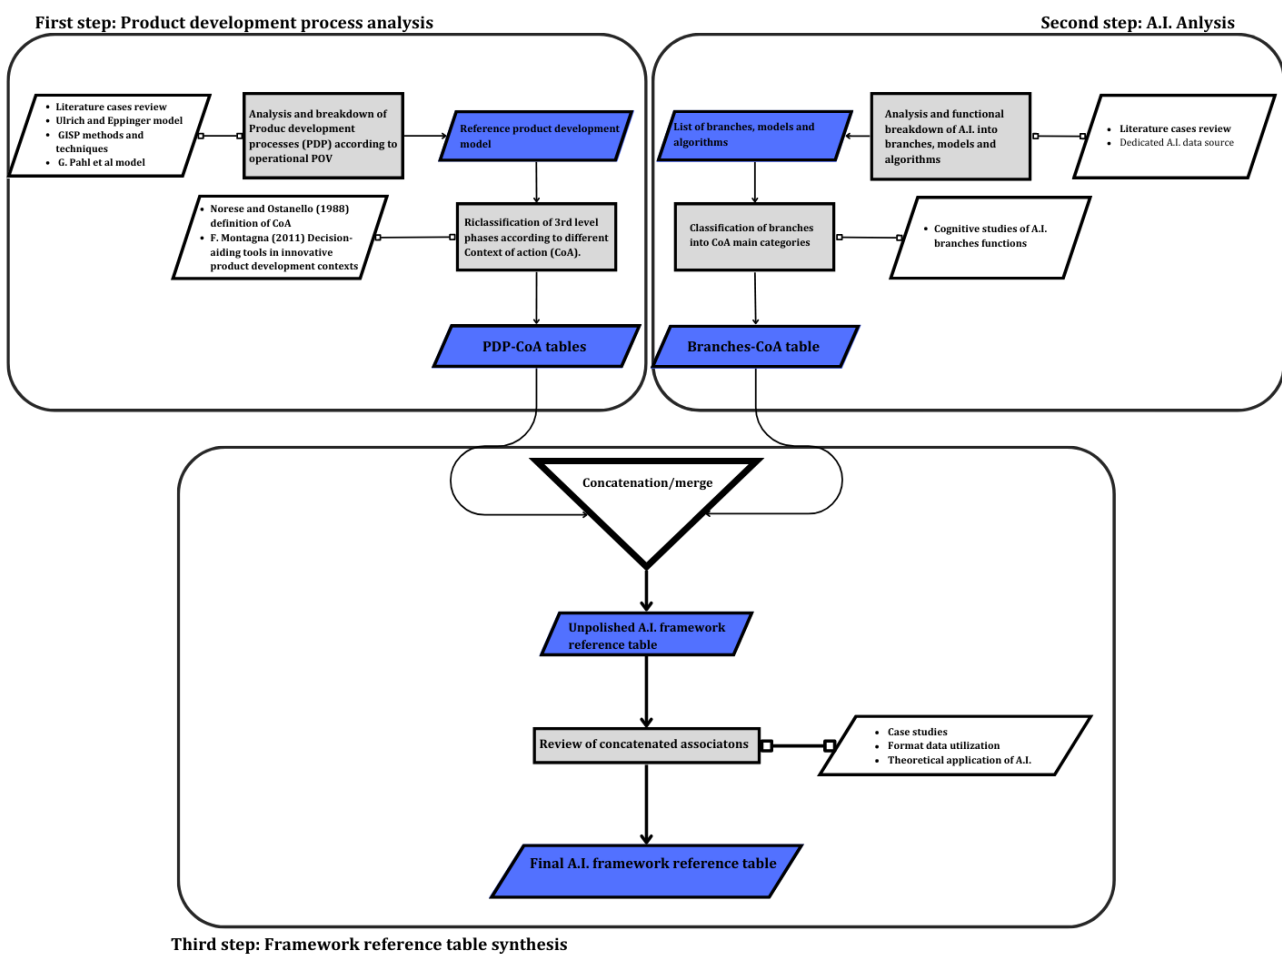 First step: Product development process analysis
Second step: A.I. Anlysis
• Literature cases review
• Ulrich and Eppinger model
• GISP methods and
techniques
• G. Pahl et al model
Analysis and breakdown of
Produc development
processes (PDP) according to
operational POV
Reference product development
model
• Norese and Ostanello (1988)
definition of CoA
• F. Montagna (2011) Decision-
aiding tools in innovative
product development contexts
Riclassification of 3rd level
phases according to different
Context of action (CoA).
PDP-CoA tables
List of branches, models and
algorithms
Analysis and functional
breakdown of A.I. into
branches, models and
algorithms
• Literature cases review
• Dedicated A.I. data source
Classification of branches
into CoA main categories
• Cognitive studies of A.I.
branches functions
Branches-CoA table
Concatenation/merge
Unpolished A.I. framework
reference table
Review of concatenated associatons
• Case studies
• Format data utilization
• Theoretical application of A.I.
Final A.I. framework reference table
Third step: Framework reference table synthesis